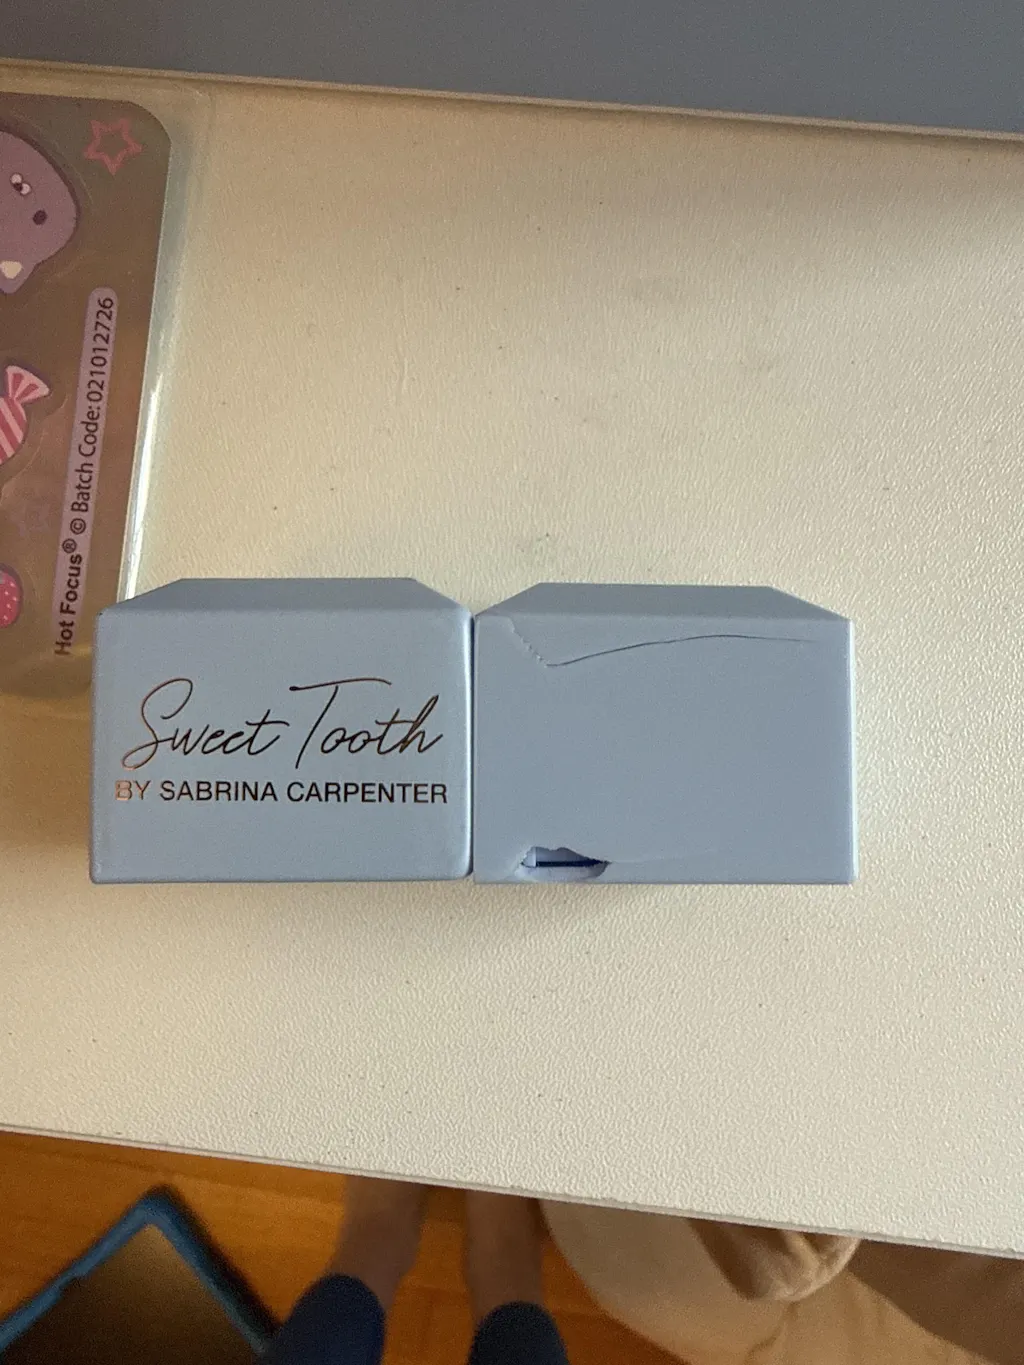 Hot Focus® © Batch Code: 021012726
Sweet Tooth
BY SABRINA CARPENTER